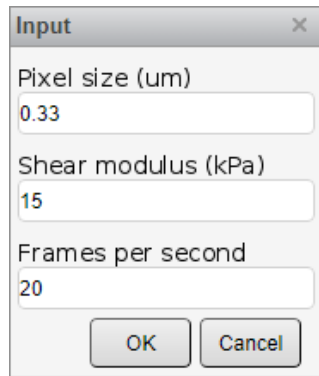 Input
Pixel size (um)
0.33
Shear modulus (kPa)
15
Frames per second
20
OK Cancel